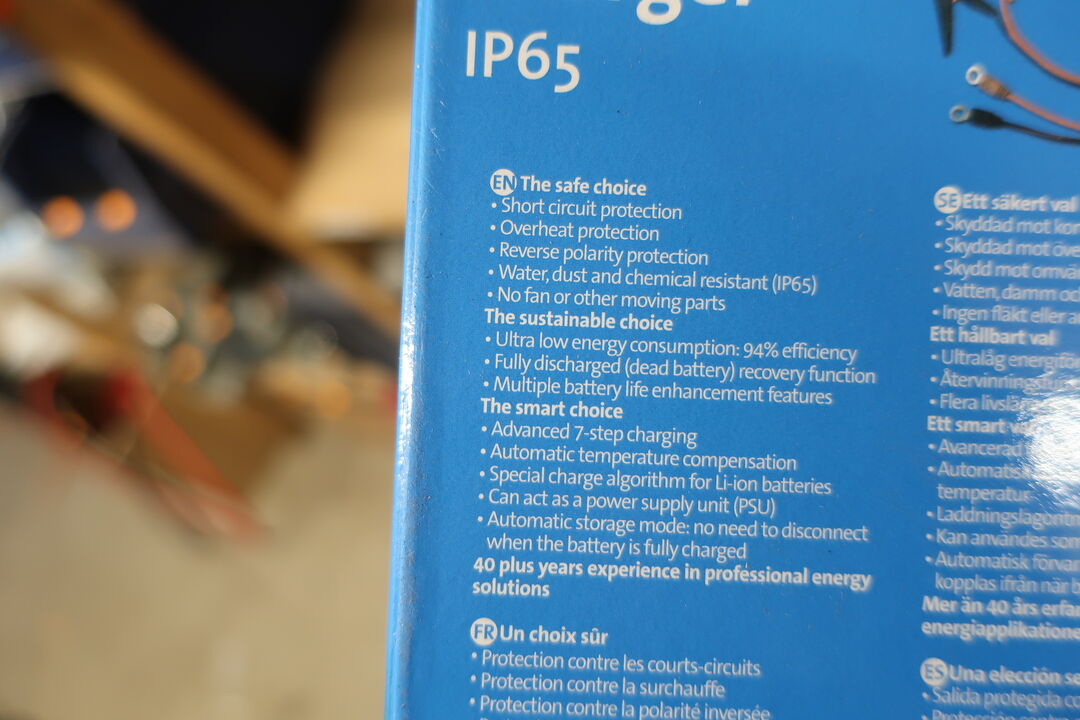 IP65
EN The safe choice
• Short circuit protection
• Overheat protection
• Reverse polarity protection
• Water, dust and chemical resistant (IP65)
• No fan or other moving parts
The sustainable choice
• Ultra low energy consumption: 94% efficiency
• Fully discharged (dead battery) recovery function
• Multiple battery life enhancement features
The smart choice
• Advanced 7-step charging
• Automatic temperature compensation
• Special charge algorithm for Li-ion batteries
• Can act as a power supply unit (PSU)
• Automatic storage mode: no need to disconnect
when the battery is fully charged
40 plus years experience in professional energy
solutions
FR Un choix sûr
• Protection contre les courts-circuits
• Protection contre la surchauffe
• Protection contre la polarité inversée
SE Ett säkert val
• Skyddad mot
• Skyddad mot
• Skydd mot
• Vatten, damm
• Ingen fläkt eller
Ett hållbart val
• Ultralåg
•
• Flera
Ett smart
• Avancerad
•
temperatur-
•
• Kan användas
• Automatisk
kopplas ifrån när
Mer än 40 års
ES Una elección
• Salida protegida